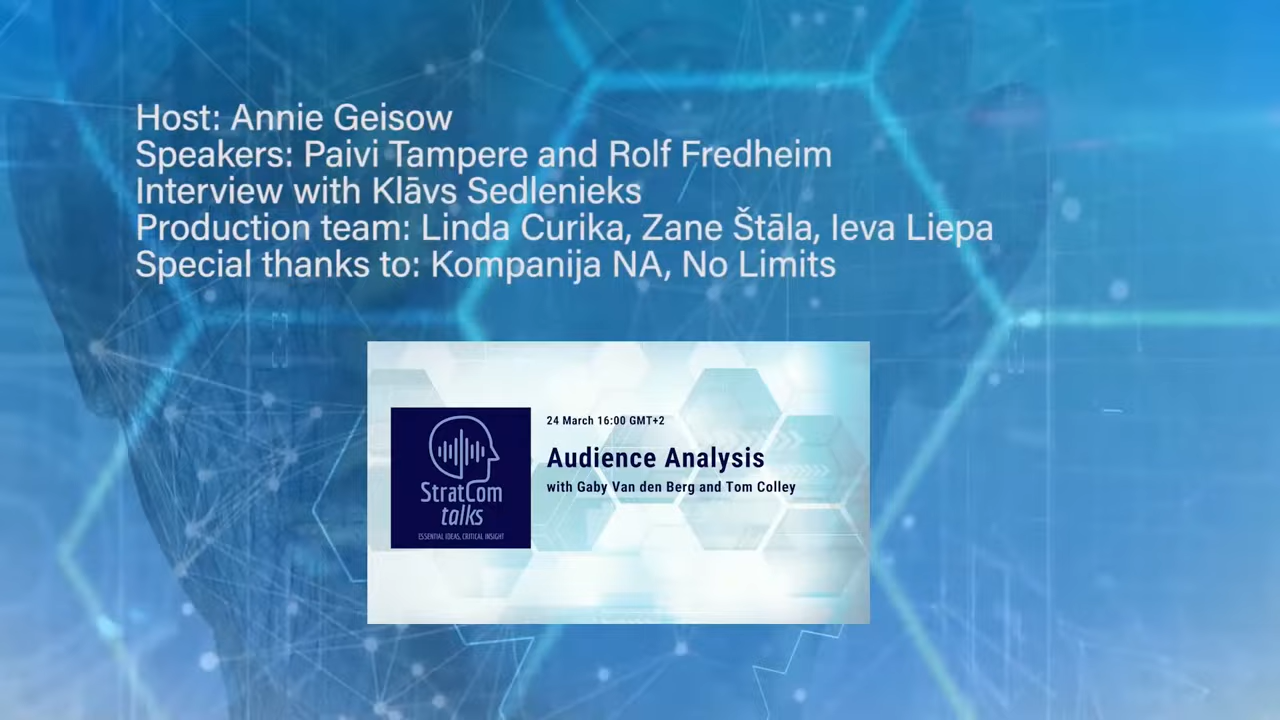 Host: Annie Geisow
Speakers: Paivi Tampere and Rolf Fredheim
Interview with Klāvs Sedlenieks
Production team: Linda Curika, Zane Štāla, Ieva Liepa
Special thanks to: Kompanija NA, No Limits
24 March 16:00 GMT+2
Audience Analysis
with Gaby Van den Berg and Tom Colley
StratCom
talks
ESSENTIAL IDEAS, CRITICAL INSIGHT